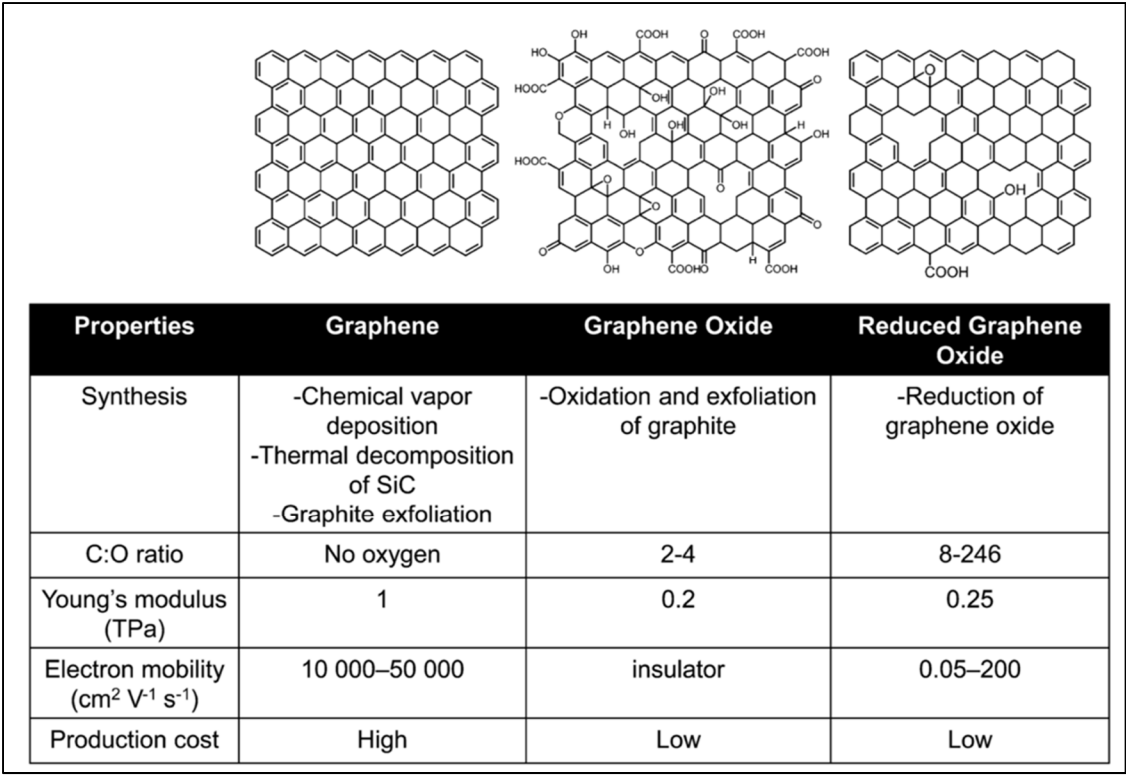 OH COOH O COOH
HO COOH
HOOC O
OH OH
O H OH OH OH H OH
HOOC
O O
O
O O O
OH COOH O H COOH
O
OH
COOH
Properties Graphene Graphene Oxide Reduced Graphene
Oxide
Synthesis -Chemical vapor -Oxidation and exfoliation -Reduction of
deposition of graphite graphene oxide
-Thermal decomposition
of SiC
-Graphite exfoliation
C:O ratio No oxygen 2-4 8-246
Young's modulus 1 0.2 0.25
(TPa)
Electron mobility 10 000–50 000 insulator 0.05–200
(cm² V⁻¹ s⁻¹)
Production cost High Low Low